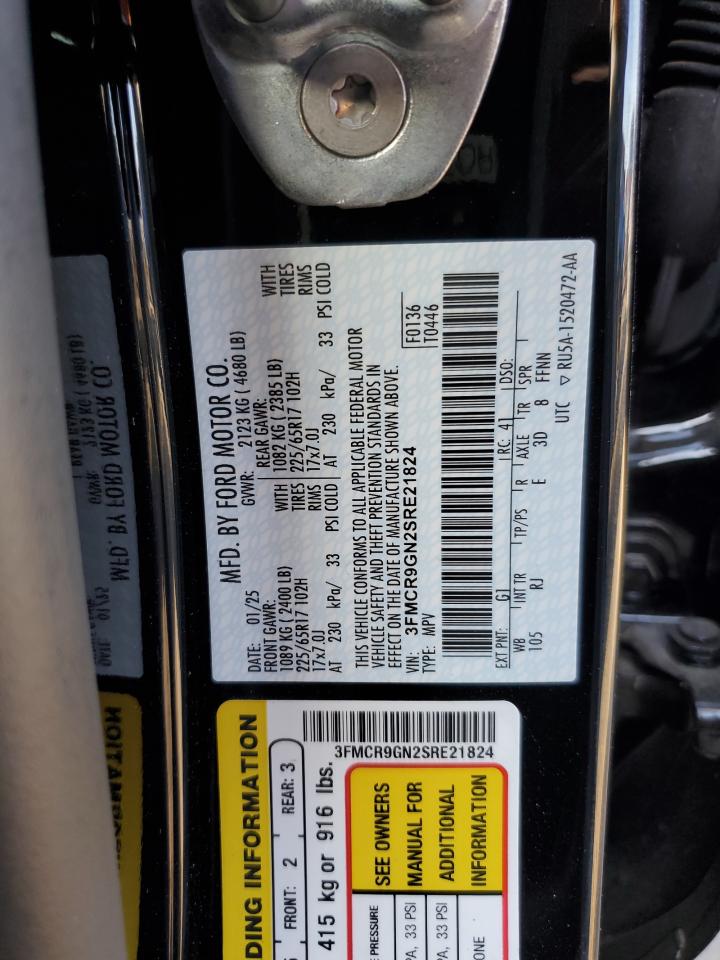 MFD. BY FORD MOTOR CO.
DATE: 01/25 GVWR: 2123 KG ( 4680 LB)
FRONT GAWR: REAR GAWR:
1089 KG ( 2400 LB) WITH 1082 KG ( 2385 LB) WITH
225/65R17 102H TIRES 225/65R17 102H TIRES
17x7.0J RIMS 17x7.0J RIMS
AT 230 kPa/ 33 PSI COLD AT 230 kPa/ 33 PSI COLD
THIS VEHICLE CONFORMS TO ALL APPLICABLE FEDERAL MOTOR
VEHICLE SAFETY AND THEFT PREVENTION STANDARDS IN
EFFECT ON THE DATE OF MANUFACTURE SHOWN ABOVE.
VIN: 3FMCR9GN2SRE21824 F0136
TYPE: MPV T0446
EXT PNT: G1 RC: 41 DSO:
WB INT TR TP/PS R AXLE TR SPR
105 RJ E 3D 8 FFNN
UTC ▽ RU5A-1520472-AA
DING INFORMATION
FRONT: 2 REAR: 3
415 kg or 916 lbs.
3FMCR9GN2SRE21824
E PRESSURE
PA, 33 PSI
PA, 33 PSI
ONE
SEE OWNERS
MANUAL FOR
ADDITIONAL
INFORMATION